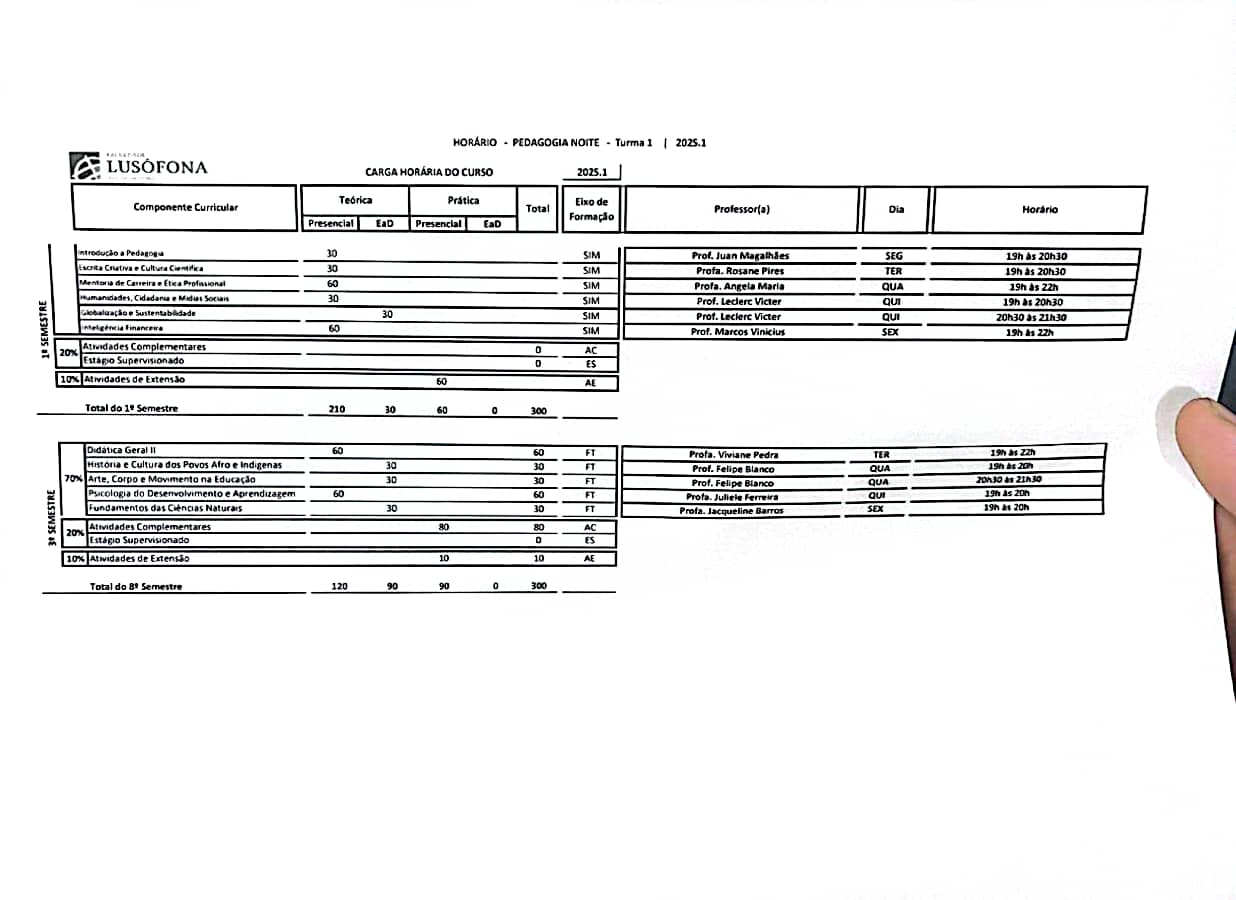 HORÁRIO - PEDAGOGIA NOITE - Turma 1 | 2025.1
LUSÓFONA
CARGA HORÁRIA DO CURSO 2025.1
Componente Curricular Teórica Prática Total Eixo de Formação Professor(a) Dia Horário
Presencial EaD Presencial EaD
1º SEMESTRE
Introdução a Pedagogia 30 SIM Prof. Juan Magalhães SEG 19h às 20h30
Escrita Criativa e Cultura Científica 30 SIM Profa. Rosane Pires TER 19h às 20h30
Mentoria de Carreira e Ética Profissional 60 SIM Profa. Angela Maria QUA 19h às 22h
Humanidades, Cidadania e Mídias Sociais 30 SIM Prof. Leclerc Victer QUI 19h às 20h30
Globalização e Sustentabilidade 30 SIM Prof. Leclerc Victer QUI 20h30 às 21h30
Inteligência Financeira 60 SIM Prof. Marcos Vinicius SEX 19h às 22h
20% Atividades Complementares 0 AC
Estágio Supervisionado 0 ES
10% Atividades de Extensão 60 AE
Total do 1º Semestre 210 30 60 0 300
3º SEMESTRE
70% Didática Geral II 60 60 FT Profa. Viviane Pedra TER 19h às 22h
História e Cultura dos Povos Afro e Indigenas 30 30 FT Prof. Felipe Blanco QUA 19h às 20h
Arte, Corpo e Movimento na Educação 30 30 FT Prof. Felipe Blanco QUA 20h30 às 21h30
Psicologia do Desenvolvimento e Aprendizagem 60 60 FT Profa. Juliele Ferreira QUI 19h às 20h
Fundamentos das Ciências Naturais 30 30 FT Profa. Jacqueline Barros SEX 19h às 20h
20% Atividades Complementares 80 80 AC
Estágio Supervisionado 0 ES
10% Atividades de Extensão 10 10 AE
Total do 8º Semestre 120 90 90 0 300